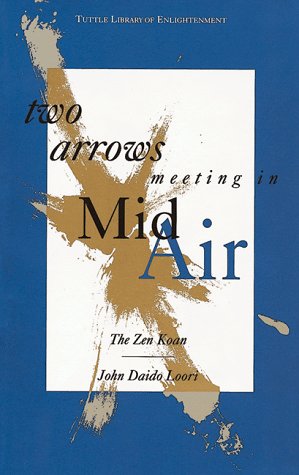 TUTTLE LIBRARY OF ENLIGHTENMENT
two
arrows
meeting in
Mid
Air
The Zen Koan
John Daido Loori